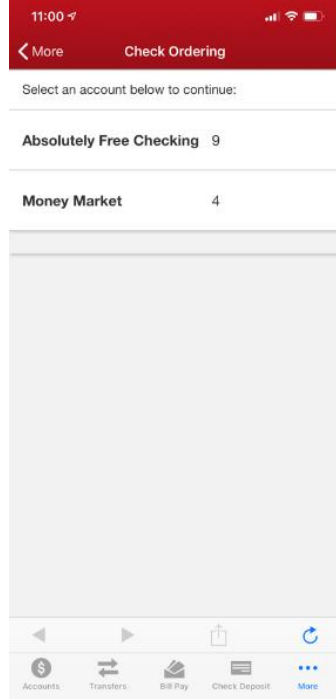 11:00
More Check Ordering
Select an account below to continue:
Absolutely Free Checking 9
Money Market 4
Accounts Transfers Bill Pay Check Deposit More